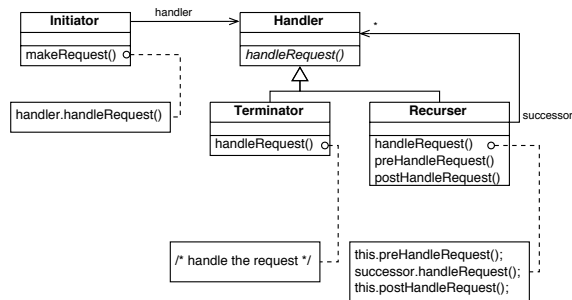 Initiator
handler
Handler
*
makeRequest()
handleRequest()
handler.handleRequest()
Terminator
Recurser
successor
handleRequest()
handleRequest()
preHandleRequest()
postHandleRequest()
/* handle the request */
this.preHandleRequest();
successor.handleRequest();
this.postHandleRequest();